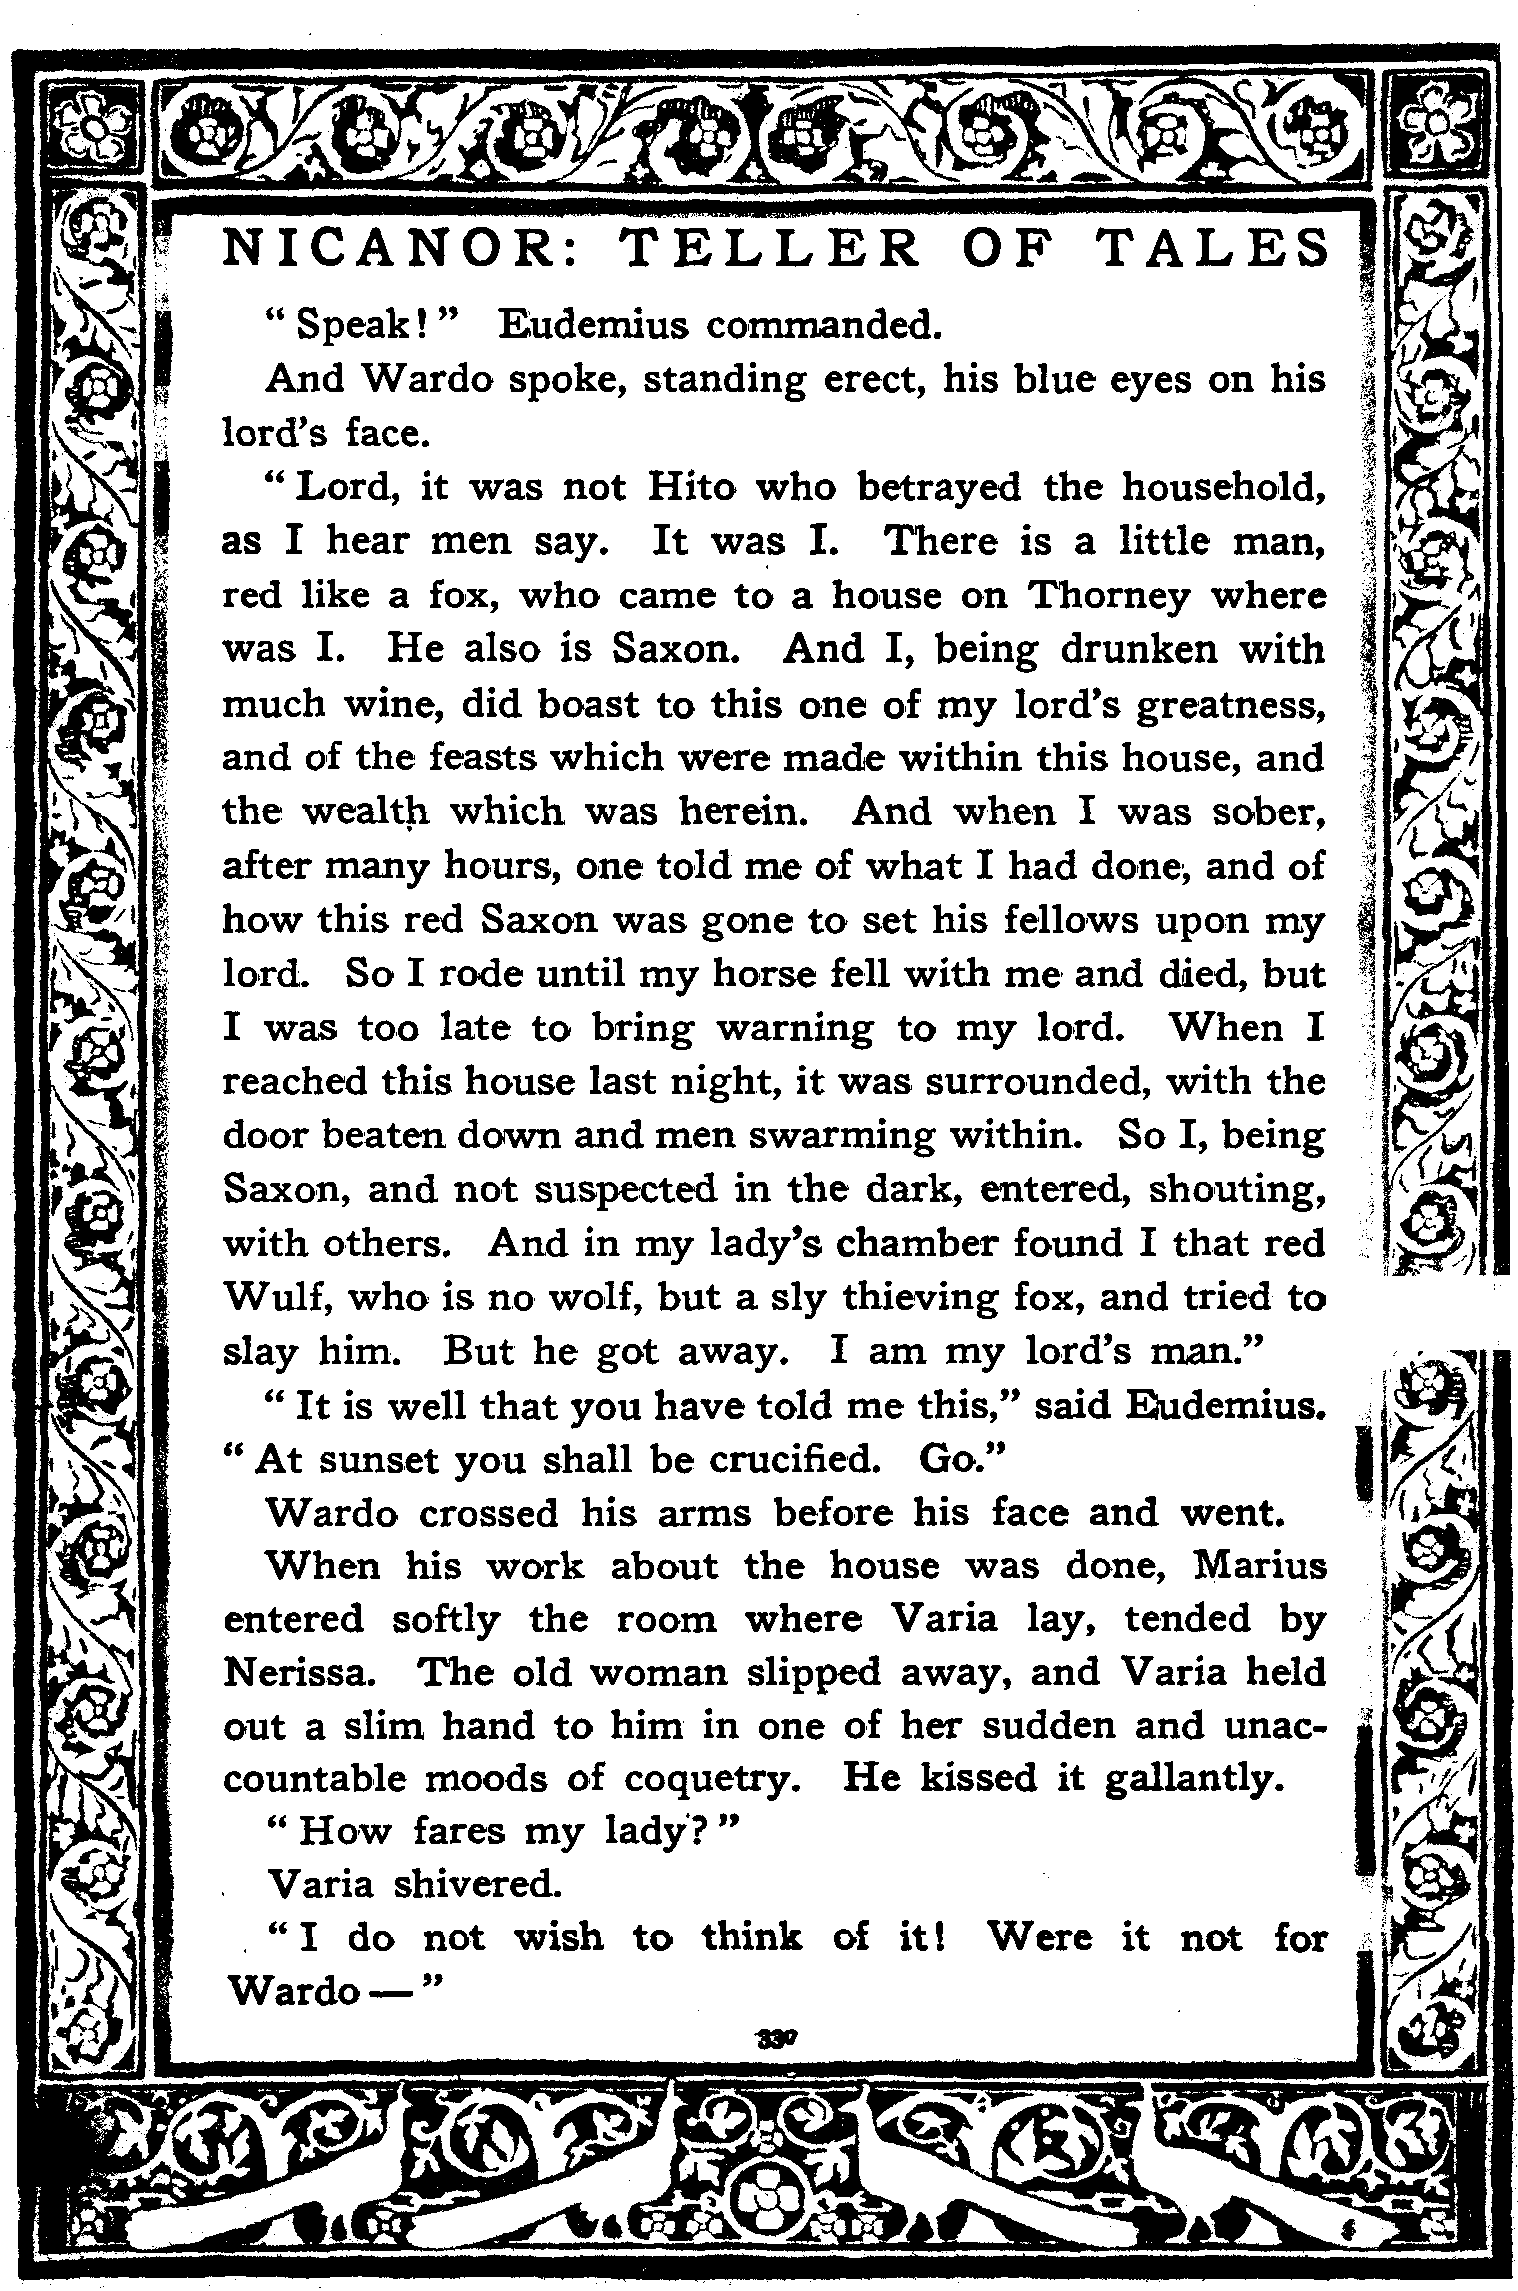 NICANOR: TELLER OF TALES
“Speak!” Eudemius commanded.
And Wardo spoke, standing erect, his blue eyes on his
lord’s face.
“Lord, it was not Hito who betrayed the household,
as I hear men say. It was I. There is a little man,
red like a fox, who came to a house on Thorney where
was I. He also is Saxon. And I, being drunken with
much wine, did boast to this one of my lord’s greatness,
and of the feasts which were made within this house, and
the wealth which was herein. And when I was sober,
after many hours, one told me of what I had done, and of
how this red Saxon was gone to set his fellows upon my
lord. So I rode until my horse fell with me and died, but
I was too late to bring warning to my lord. When I
reached this house last night, it was surrounded, with the
door beaten down and men swarming within. So I, being
Saxon, and not suspected in the dark, entered, shouting,
with others. And in my lady’s chamber found I that red
Wulf, who is no wolf, but a sly thieving fox, and tried to
slay him. But he got away. I am my lord’s man.”
“It is well that you have told me this,” said Eudemius.
“At sunset you shall be crucified. Go.”
Wardo crossed his arms before his face and went.
When his work about the house was done, Marius
entered softly the room where Varia lay, tended by
Nerissa. The old woman slipped away, and Varia held
out a slim hand to him in one of her sudden and unac-
countable moods of coquetry. He kissed it gallantly.
“How fares my lady?”
Varia shivered.
“I do not wish to think of it! Were it not for
Wardo—”
330